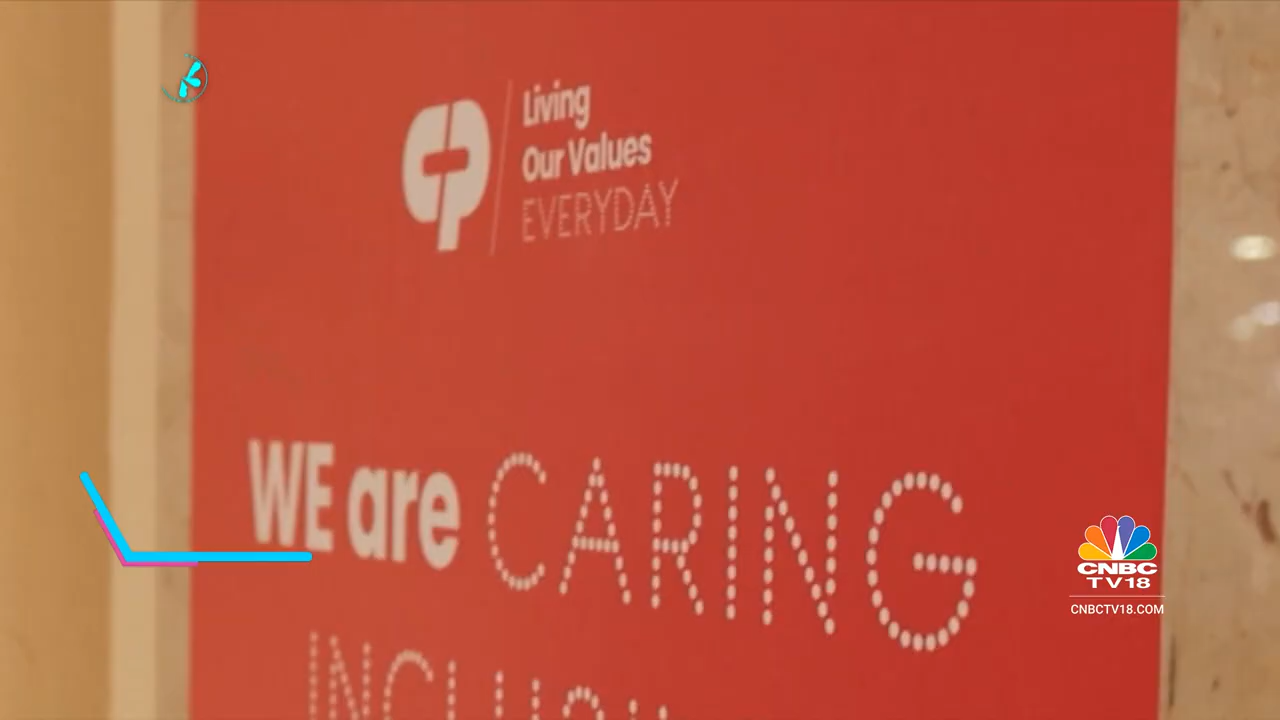 Living
Our Values
EVERYDAY
WE are CARING
CNBC
TV18
CNBCTV18.COM